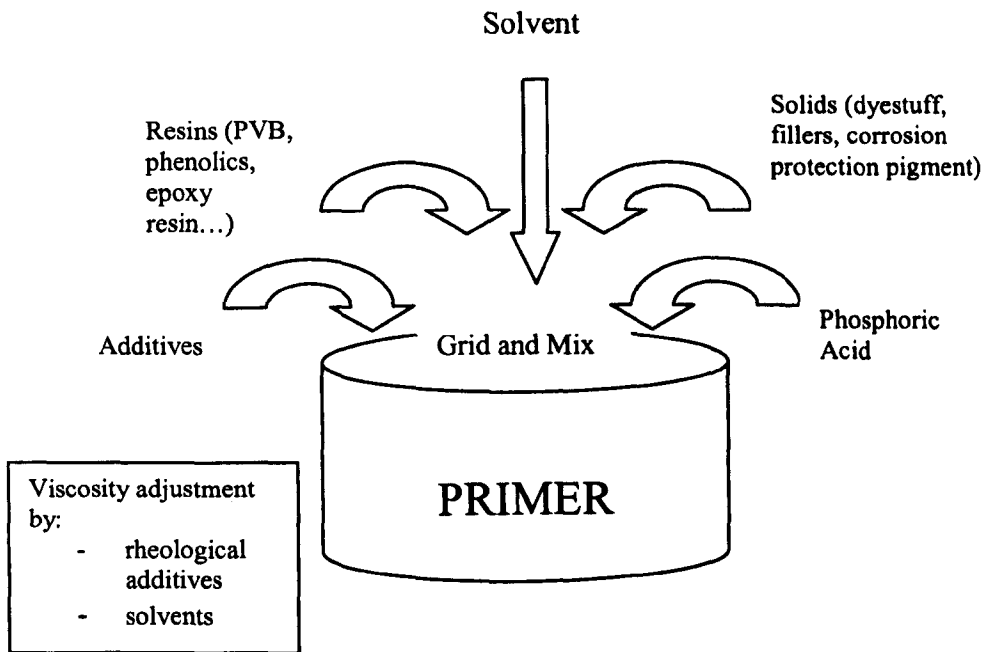 Solvent
Resins (PVB,
phenolics,
epoxy
resin...)
Solids (dyestuff,
fillers, corrosion
protection pigment)
Additives
Grid and Mix
Phosphoric
Acid
PRIMER
Viscosity adjustment
by:
- rheological
additives
- solvents